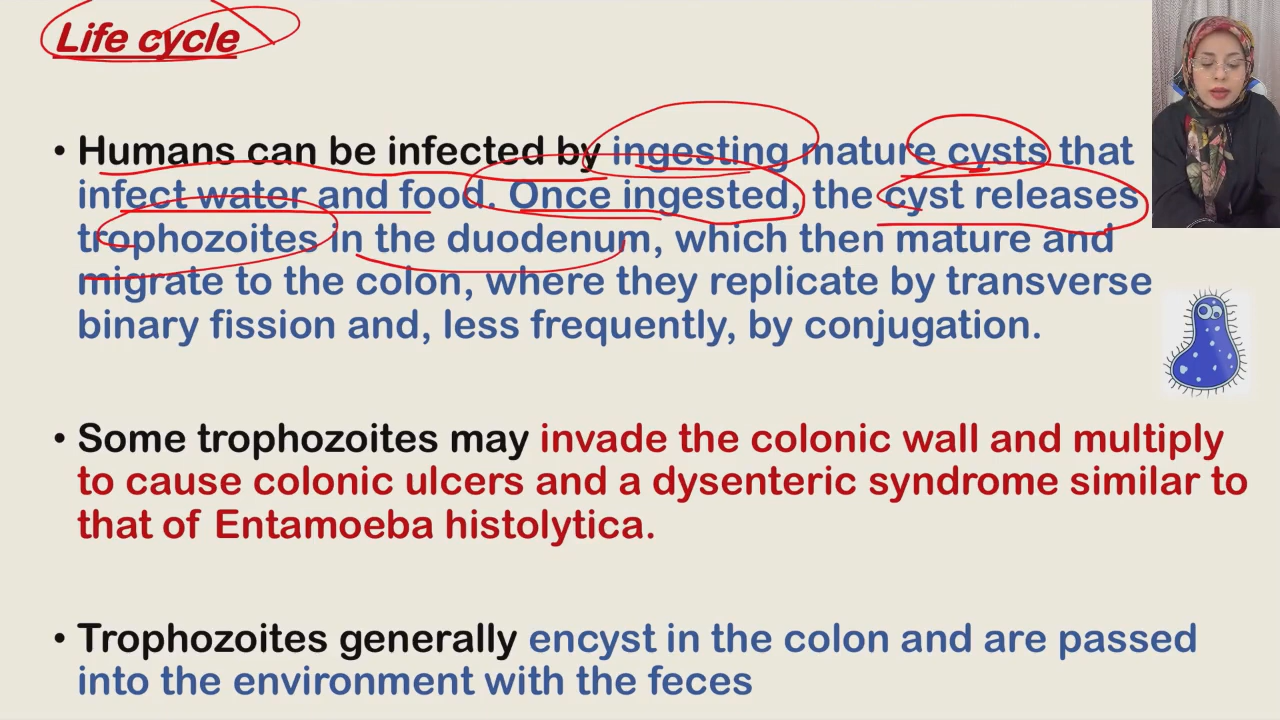 Life cycle
• Humans can be infected by ingesting mature cysts that
infect water and food. Once ingested, the cyst releases
trophozoites in the duodenum, which then mature and
migrate to the colon, where they replicate by transverse
binary fission and, less frequently, by conjugation.
• Some trophozoites may invade the colonic wall and multiply
to cause colonic ulcers and a dysenteric syndrome similar to
that of Entamoeba histolytica.
• Trophozoites generally encyst in the colon and are passed
into the environment with the feces